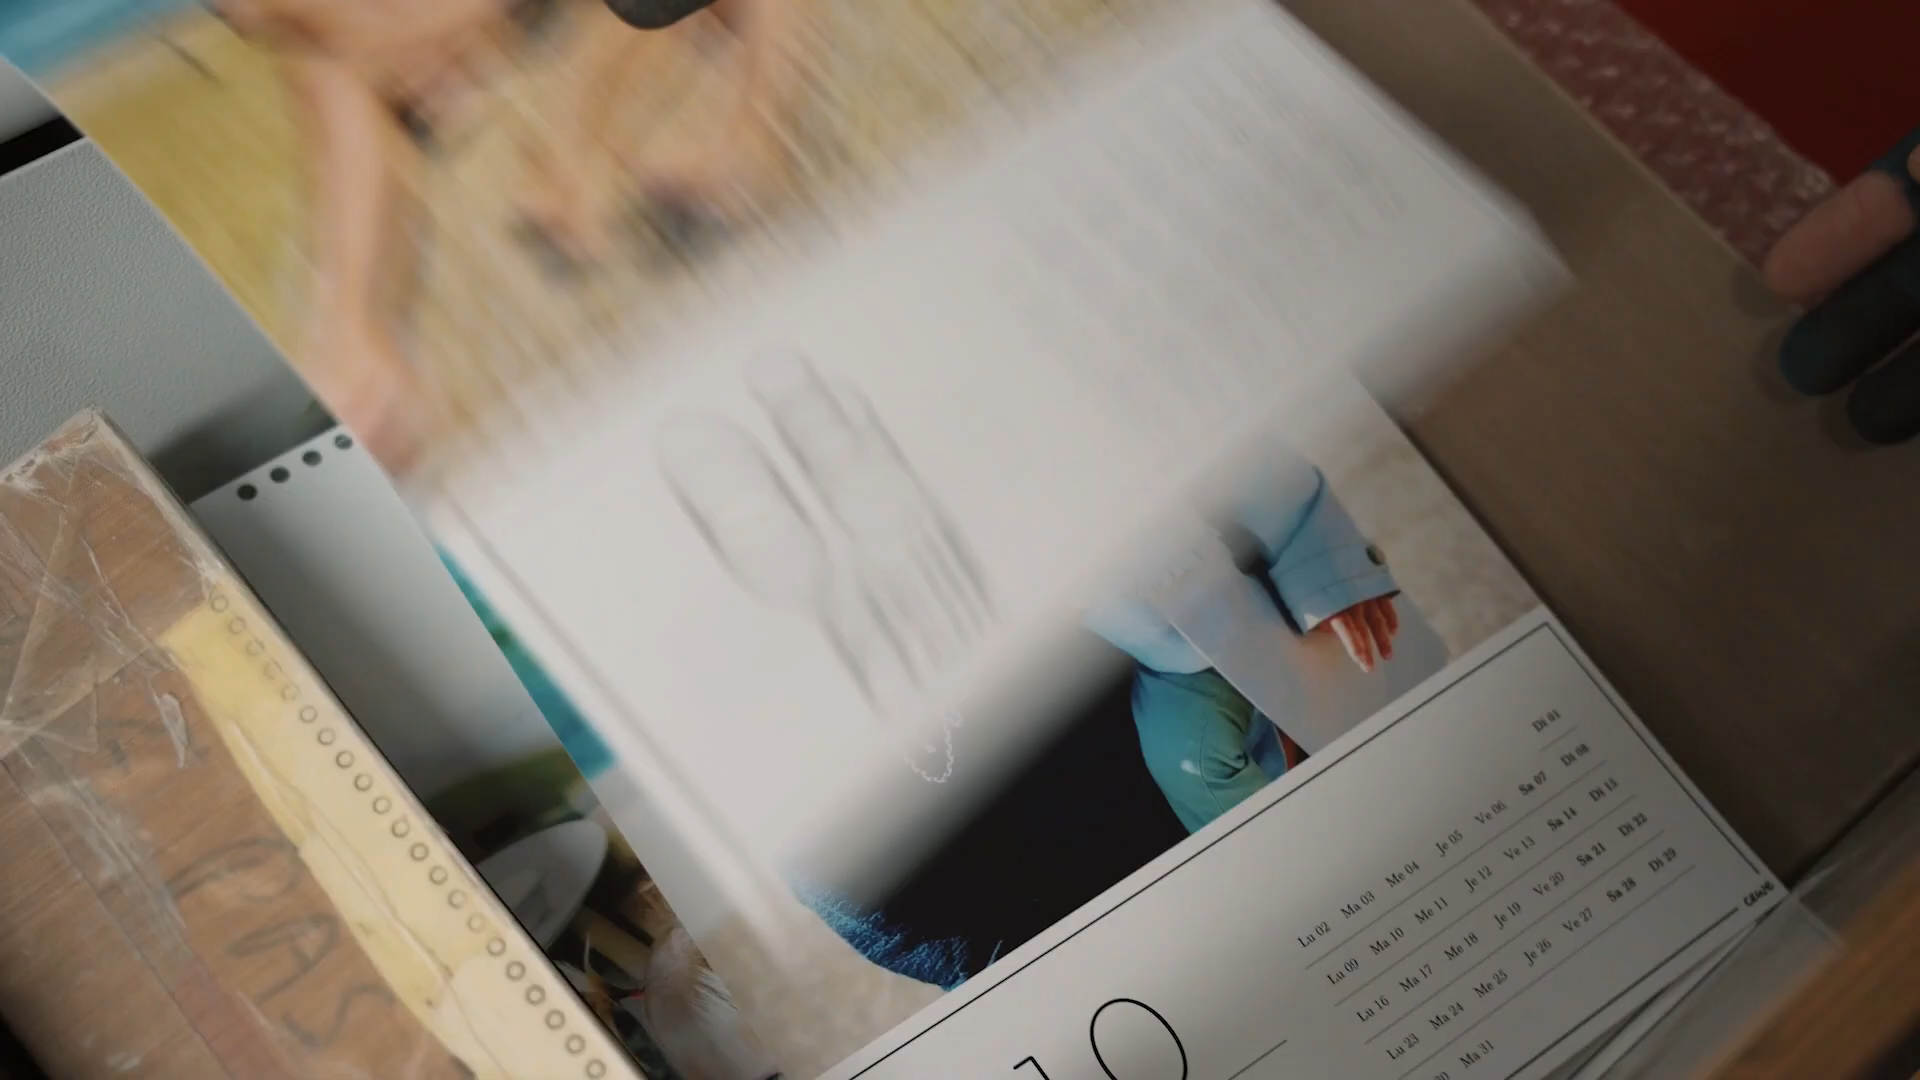 PAS
Di 01
Lu 02 Ma 03 Me 04 Je 05 Ve 06 Sa 07 Di 08
Lu 09 Ma 10 Me 11 Je 12 Ve 13 Sa 14 Di 15
Lu 16 Ma 17 Me 18 Je 19 Ve 20 Sa 21 Di 22
Lu 23 Ma 24 Me 25 Je 26 Ve 27 Sa 28 Di 29
30 Ma 31
10
cewe